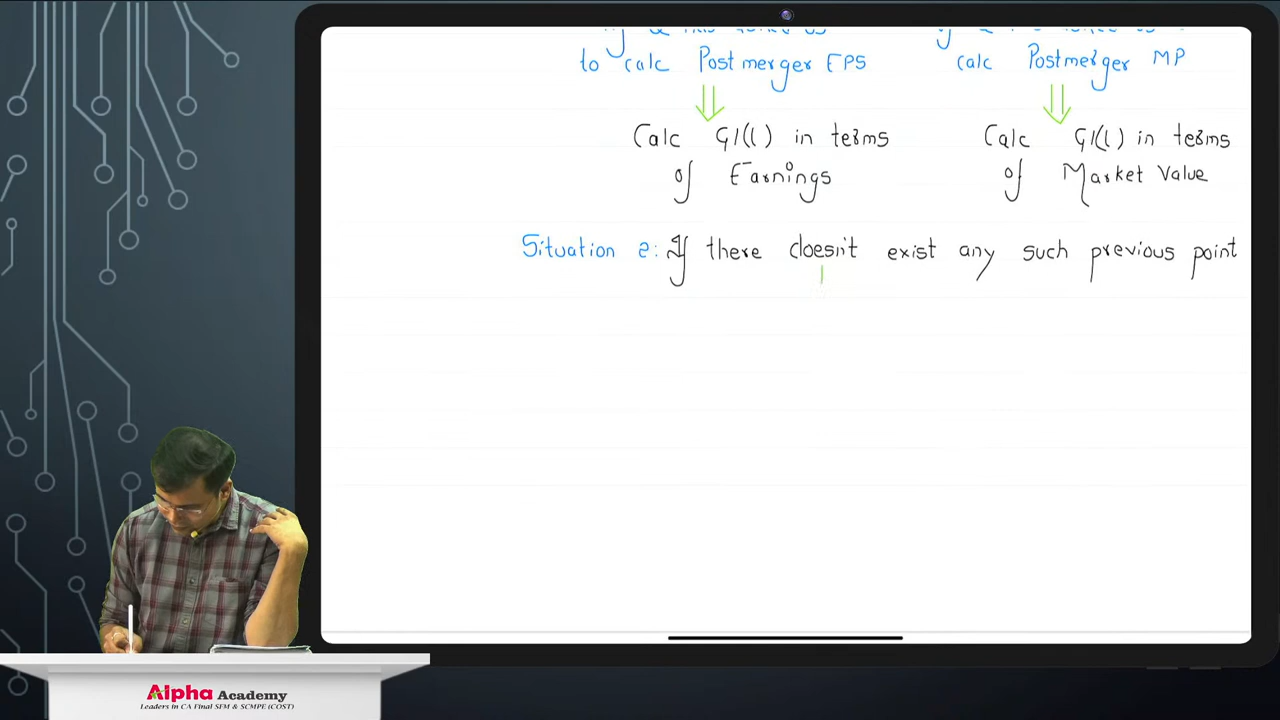 to calc Postmerger EPS
calc Postmerger MP
Calc G/(L) in terms
of Earnings
Calc G/(L) in terms
of Market Value
Situation 2: If there doesn't exist any such previous point
Alpha Academy
Leaders in CA Final SFM & SCMPE (COST)